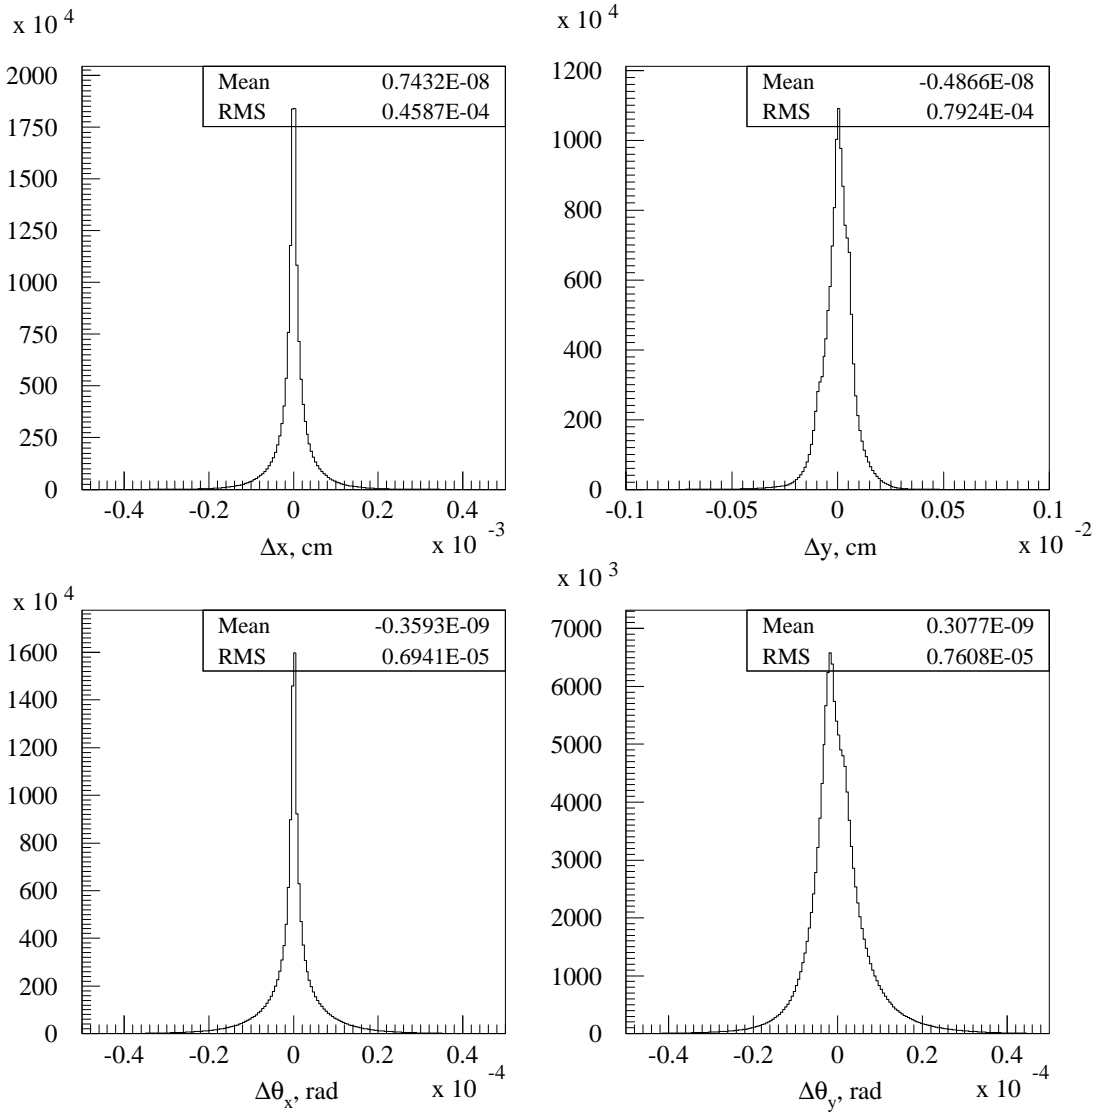 x 10 4
2000
1750
1500
1250
1000
750
500
250
0
Mean 0.7432E-08
RMS 0.4587E-04
-0.4 -0.2 0 0.2 0.4
x 10 -3
Δx, cm
x 10 4
1200
1000
800
600
400
200
0
Mean -0.4866E-08
RMS 0.7924E-04
-0.1 -0.05 0 0.05 0.1
x 10 -2
Δy, cm
x 10 4
1600
1400
1200
1000
800
600
400
200
0
Mean -0.3593E-09
RMS 0.6941E-05
-0.4 -0.2 0 0.2 0.4
x 10 -4
Δθx, rad
x 10 3
7000
6000
5000
4000
3000
2000
1000
0
Mean 0.3077E-09
RMS 0.7608E-05
-0.4 -0.2 0 0.2 0.4
x 10 -4
Δθy, rad